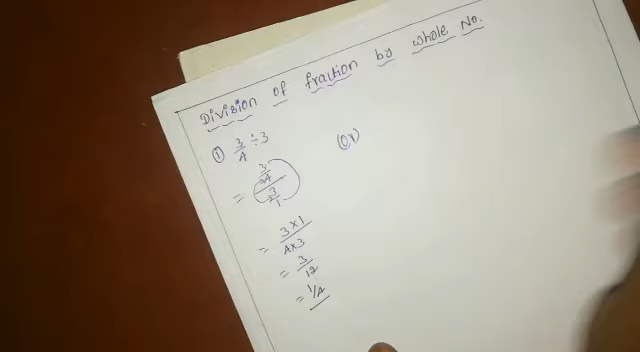 Division of fraction by whole No.
① 3/4 ÷ 3 (Or)
= 3/4 / 3/1
= 3×1 / 4×3
= 3/12
= 1/4